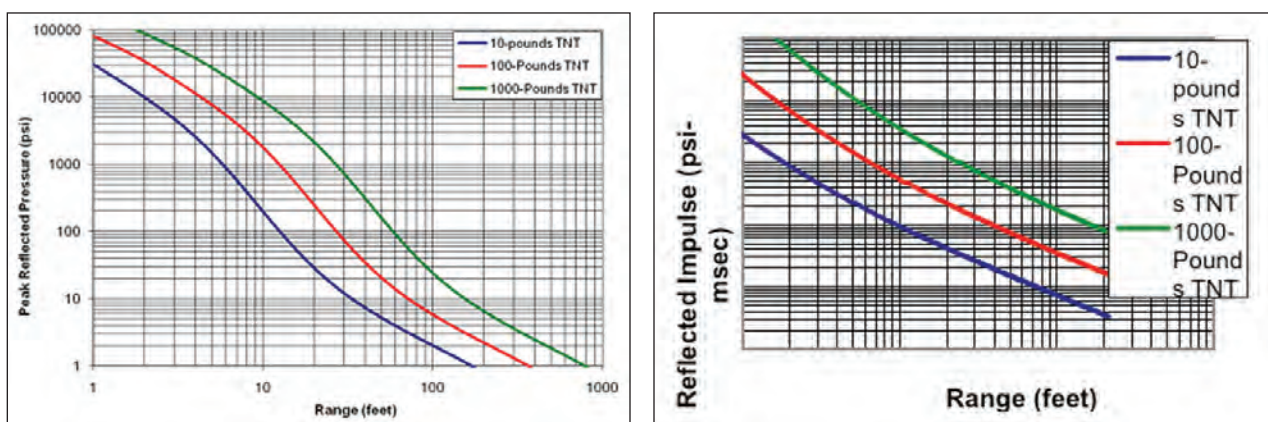 100000
10000
1000
100
10
1
Peak Reflected Pressure (psi)
10-pounds TNT
100-Pounds TNT
1000-Pounds TNT
1 10 100 1000
Range (feet)
Reflected Impulse (psi-
msec)
10-
pound
s TNT
100-
Pound
s TNT
1000-
Pound
s TNT
Range (feet)